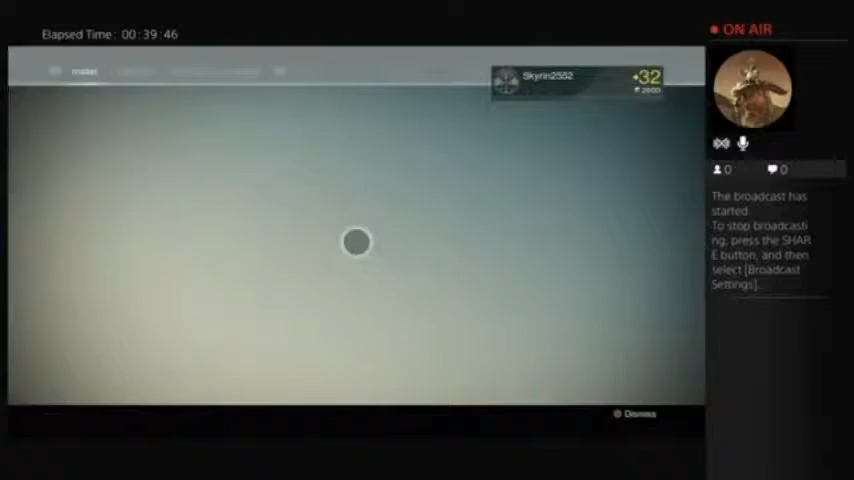 Elapsed Time: 00:39:46
ON AIR
Skyrin2552
32
2600
0
0
The broadcast has
started.
To stop broadcasti
ng, press the SHAR
E button, and then
select [Broadcast
Settings].
Dismiss